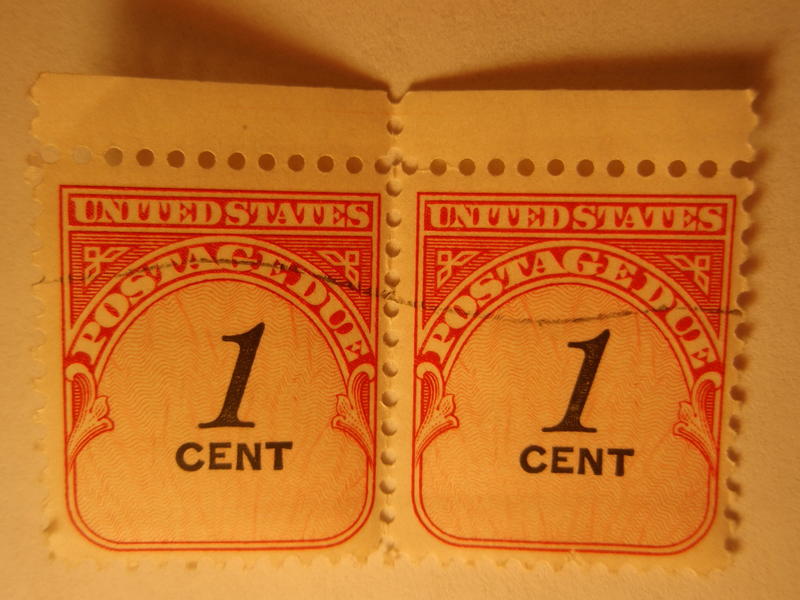 UNITED STATES
POSTAGE DUE
1
CENT
UNITED STATES
POSTAGE DUE
1
CENT